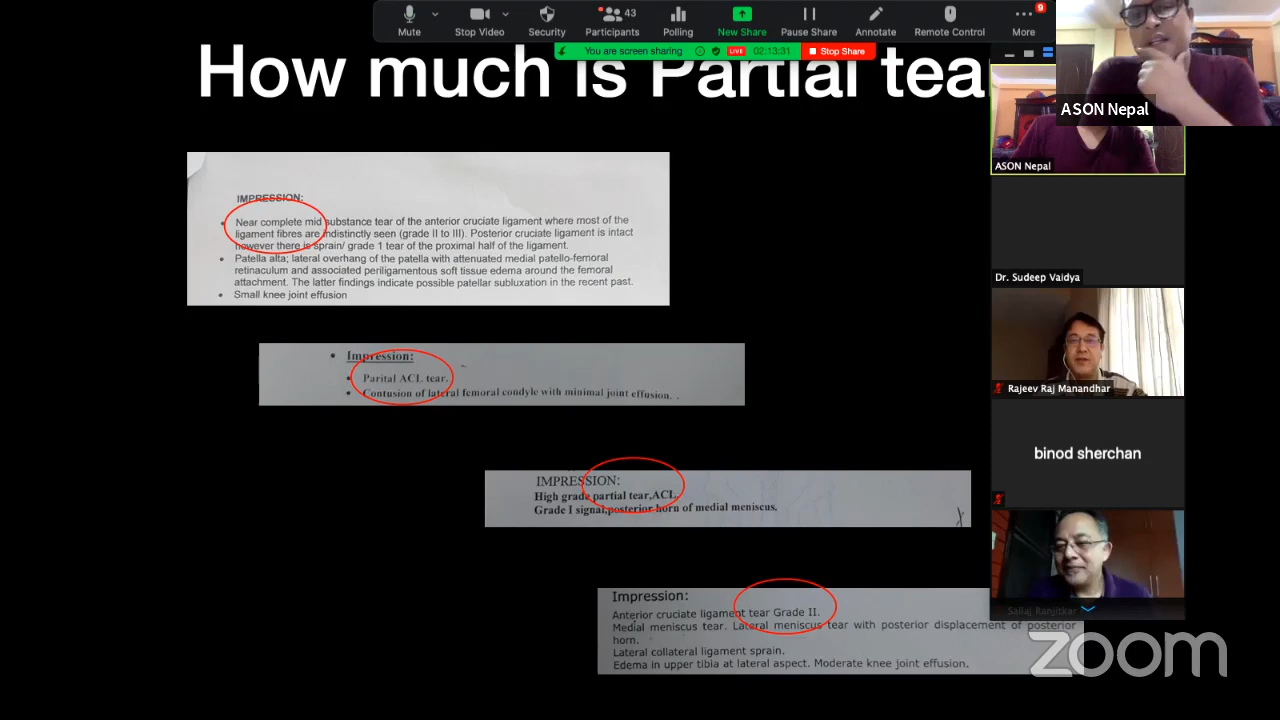 Mute
Stop Video
Security
Participants
43
Polling
New Share
Pause Share
Annotate
Remote Control
More
9
You are screen sharing
LIVE
02:13:31
Stop Share
How much is Partial tea
ASON Nepal
ASON Nepal
IMPRESSION:
Near complete mid substance tear of the anterior cruciate ligament where most of the
ligament fibres are indistinctly seen (grade II to III). Posterior cruciate ligament is intact
however there is sprain/ grade 1 tear of the proximal half of the ligament.
Patella alta; lateral overhang of the patella with attenuated medial patello-femoral
retinaculum and associated periligamentous soft tissue edema around the femoral
attachment. The latter findings indicate possible patellar subluxation in the recent past.
Small knee joint effusion
Dr. Sudeep Vaidya
Impression:
Parital ACL tear.
Contusion of lateral femoral condyle with minimal joint effusion. .
Rajeev Raj Manandhar
binod sherchan
IMPRESSION:
High grade partial tear,ACL.
Grade I signal,posterior horn of medial meniscus.
Impression:
Anterior cruciate ligament tear Grade II.
Medial meniscus tear. Lateral meniscus tear with posterior displacement of posterior
horn.
Lateral collateral ligament sprain.
Edema in upper tibia at lateral aspect. Moderate knee joint effusion.
Sallaj Ranjitkar
zoom